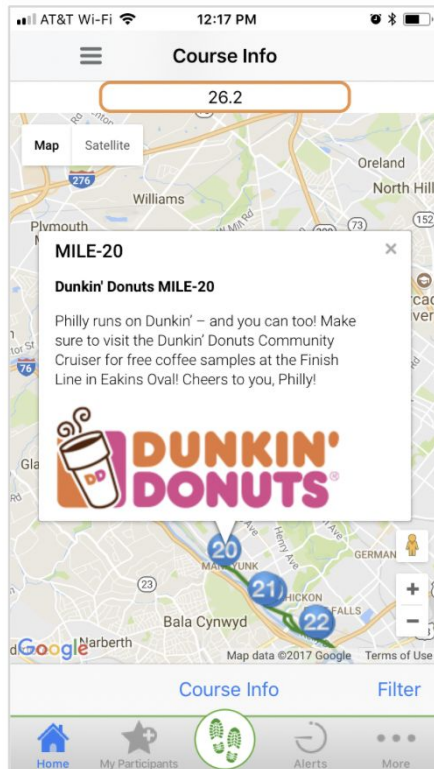 AT&T Wi-Fi 12:17 PM
Course Info
26.2
Map Satellite
276
Oreland
North Hill
Williams
73
152
Plymouth
MILE-20 ×
Dunkin' Donuts MILE-20
Philly runs on Dunkin' – and you can too! Make
sure to visit the Dunkin' Donuts Community
Cruiser for free coffee samples at the Finish
Line in Eakins Oval! Cheers to you, Philly!
DD
DUNKIN'
DONUTS®
76
Gla
20
Henry Ave
GERMAN
23
21
22
FALLS
Bala Cynwyd
+
−
Google
Narberth
Map data ©2017 Google Terms of Use
Course Info Filter
Home My Participants Alerts More